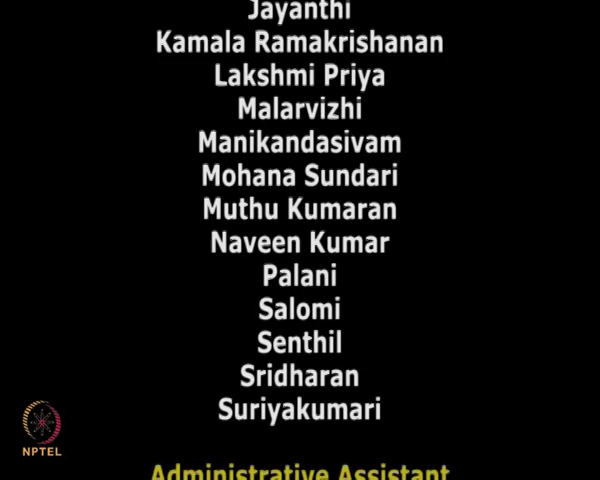 Jayanthi
Kamala Ramakrishanan
Lakshmi Priya
Malarvizhi
Manikandasivam
Mohana Sundari
Muthu Kumaran
Naveen Kumar
Palani
Salomi
Senthil
Sridharan
Suriyakumari
NPTEL
Administrative Assistant